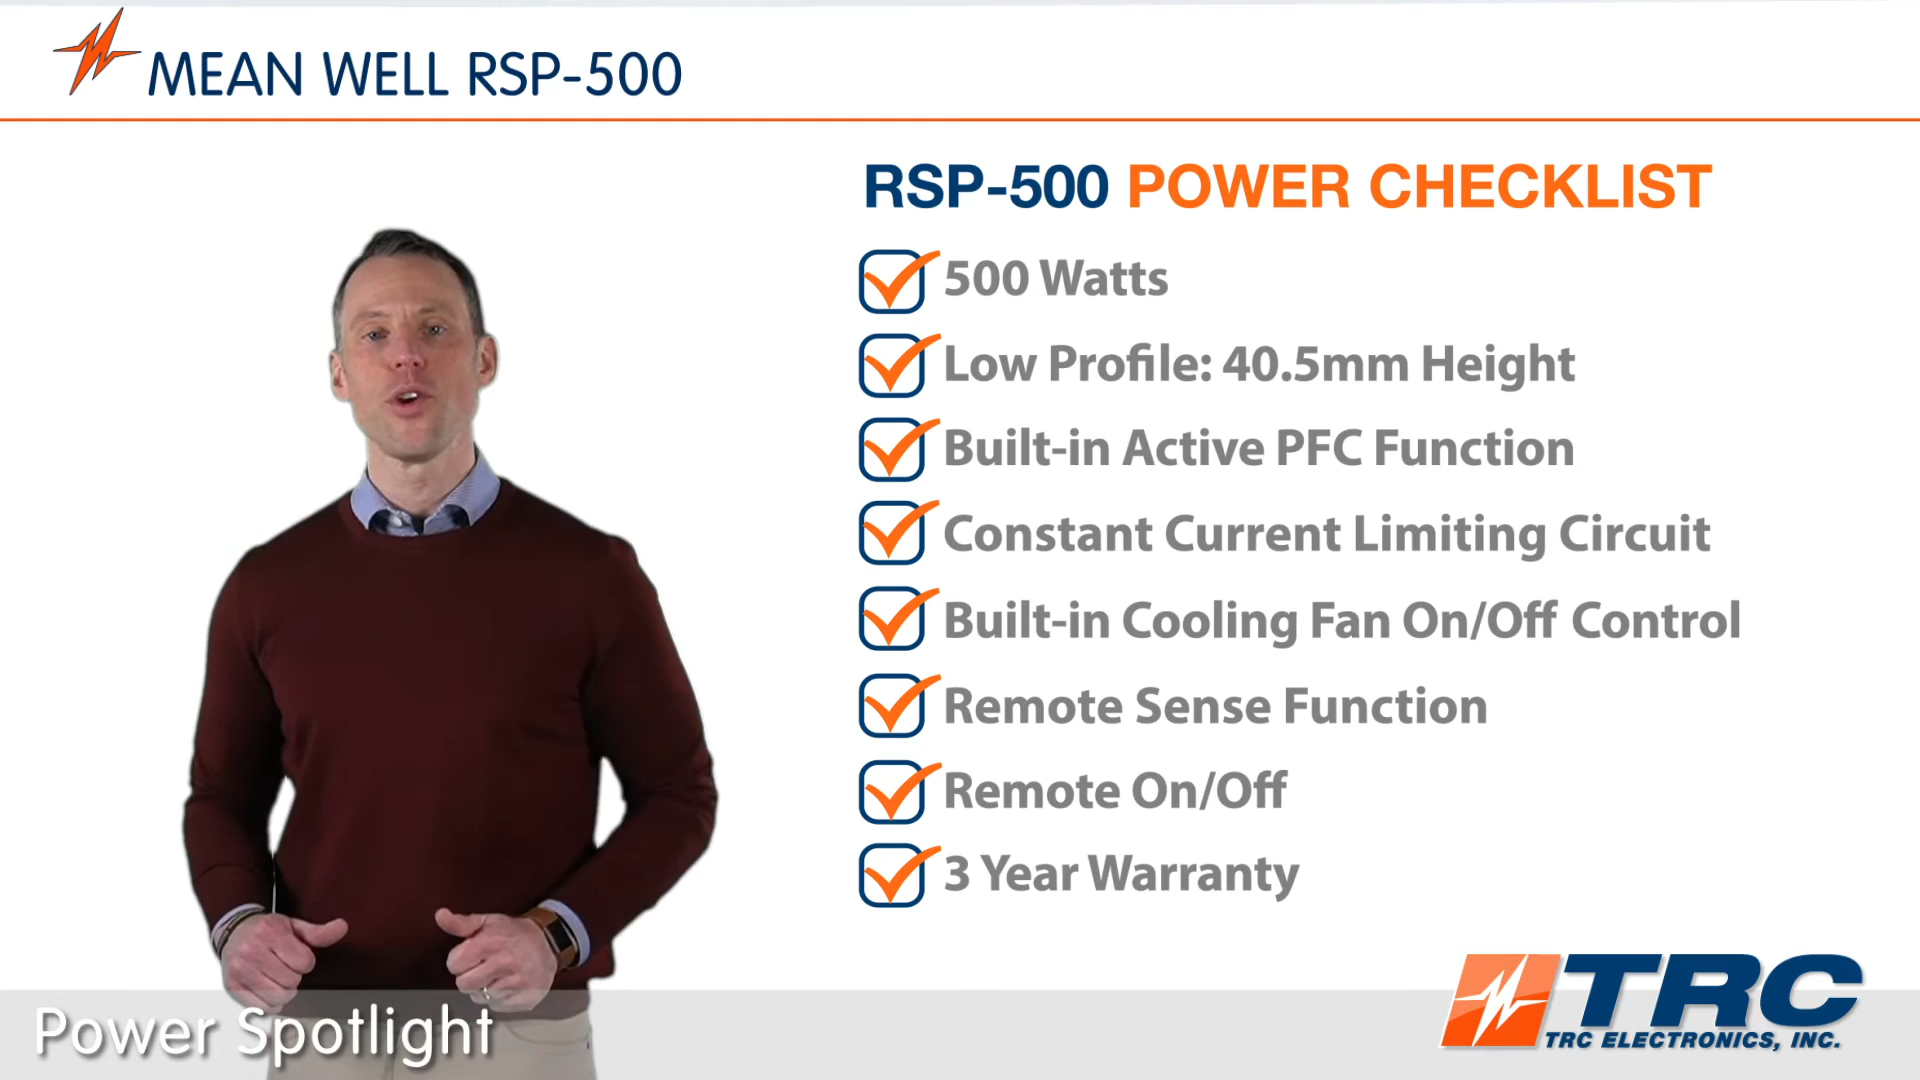 MEAN WELL RSP-500
RSP-500 POWER CHECKLIST
500 Watts
Low Profile: 40.5mm Height
Built-in Active PFC Function
Constant Current Limiting Circuit
Built-in Cooling Fan On/Off Control
Remote Sense Function
Remote On/Off
3 Year Warranty
Power Spotlight
TRC
TRC ELECTRONICS, INC.